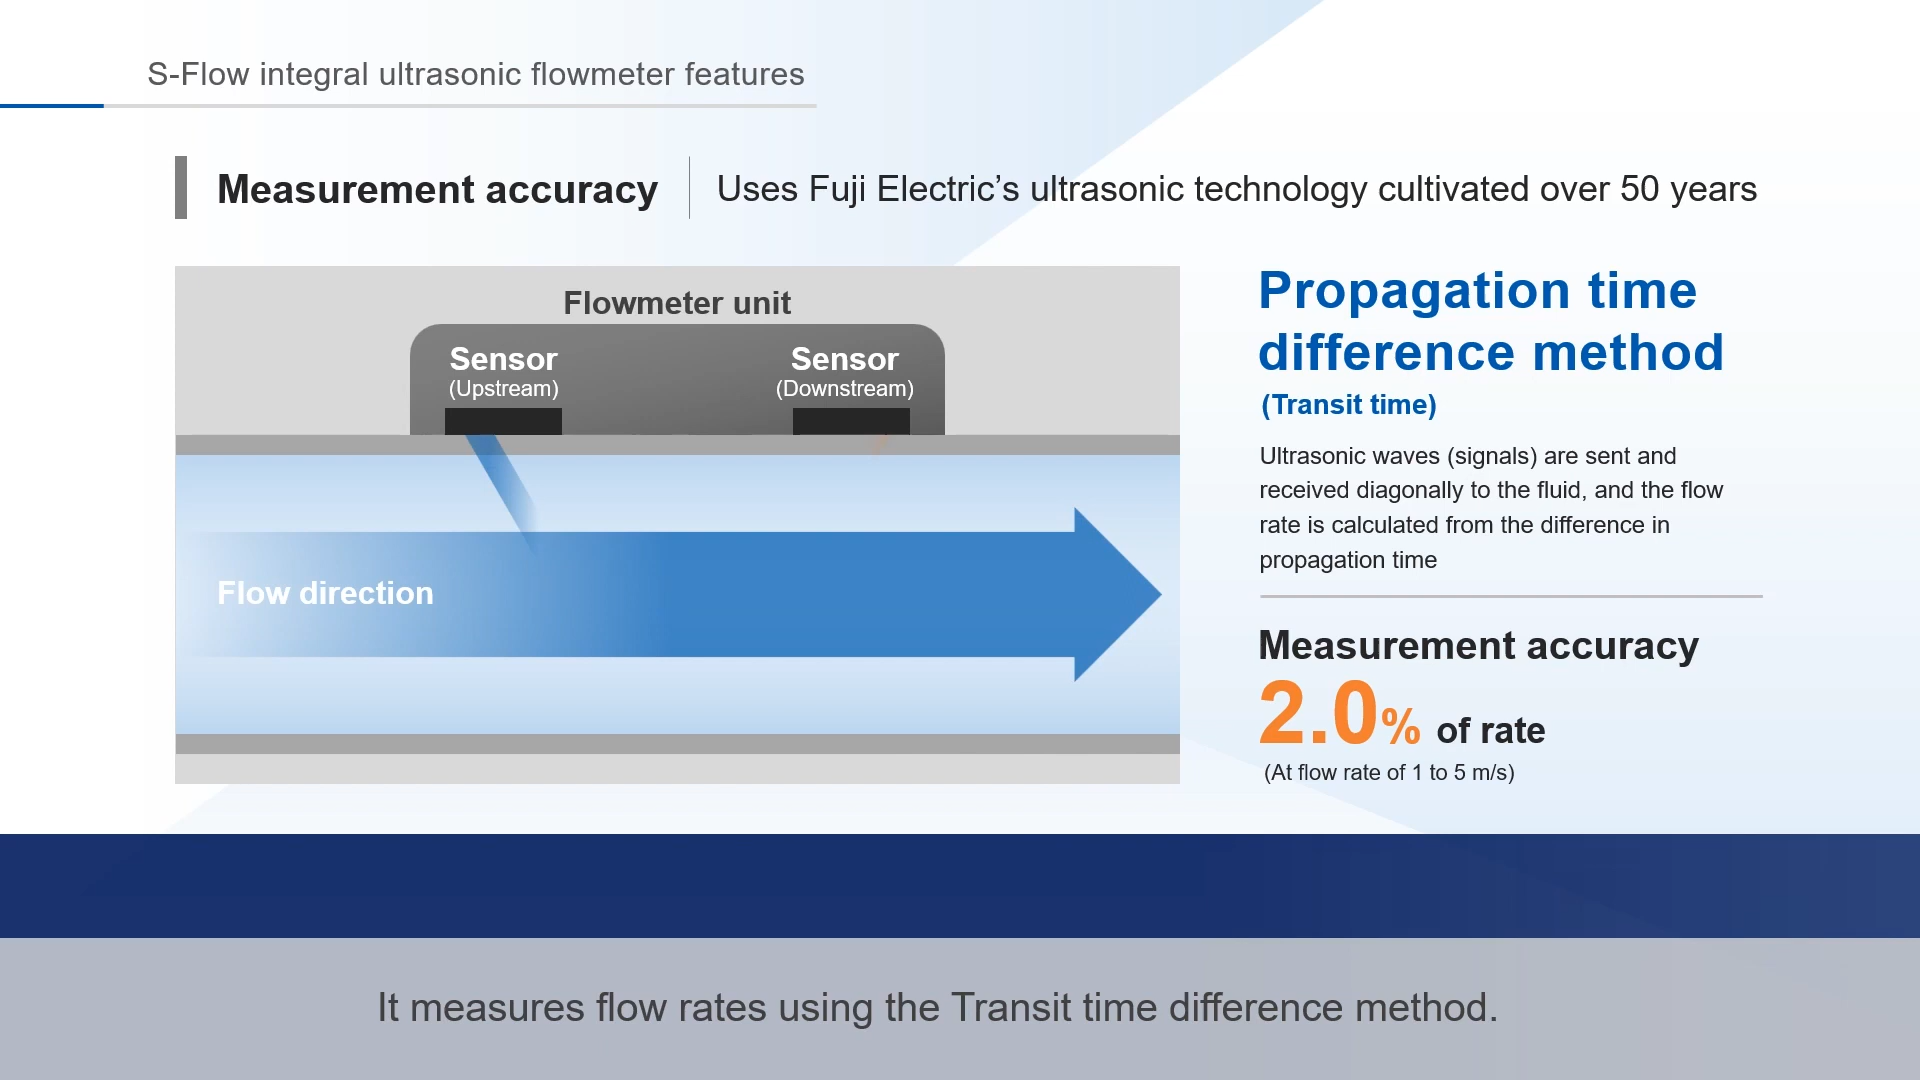 S-Flow integral ultrasonic flowmeter features
Measurement accuracy
Uses Fuji Electric’s ultrasonic technology cultivated over 50 years
Flowmeter unit
Sensor
(Upstream)
Sensor
(Downstream)
Flow direction
Propagation time
difference method
(Transit time)
Ultrasonic waves (signals) are sent and
received diagonally to the fluid, and the flow
rate is calculated from the difference in
propagation time
Measurement accuracy
2.0% of rate
(At flow rate of 1 to 5 m/s)
It measures flow rates using the Transit time difference method.